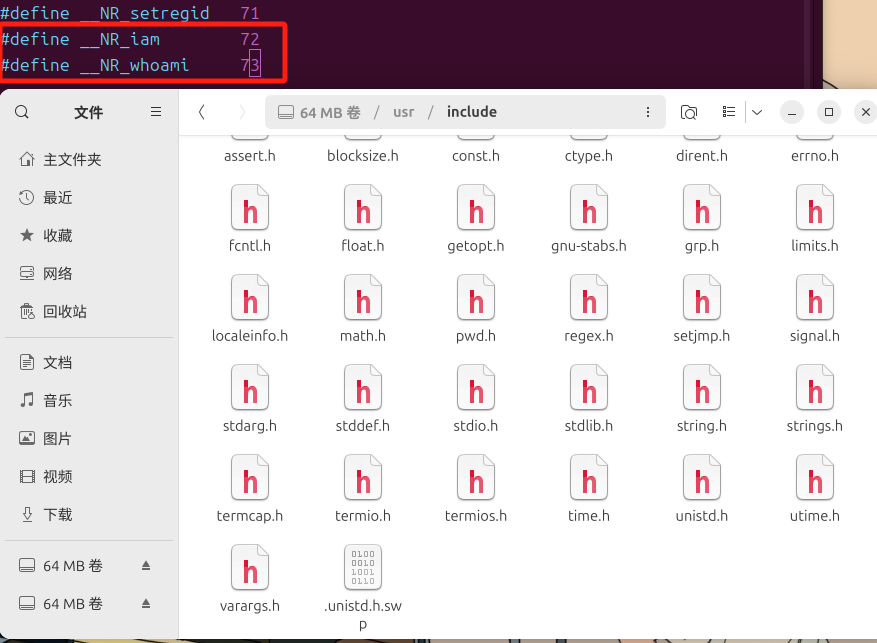 #define __NR_setregid 71
#define __NR_iam 72
#define __NR_whoami 73
文件
64 MB 卷 / usr / include
主文件夹
最近
收藏
网络
回收站
文档
音乐
图片
视频
下载
64 MB 卷
64 MB 卷
assert.h blocksize.h const.h ctype.h dirent.h errno.h
fcntl.h float.h getopt.h gnu-stabs.h grp.h limits.h
localeinfo.h math.h pwd.h regex.h setjmp.h signal.h
stdarg.h stddef.h stdio.h stdlib.h string.h strings.h
termcap.h termio.h termios.h time.h unistd.h utime.h
varargs.h .unistd.h.sw
p